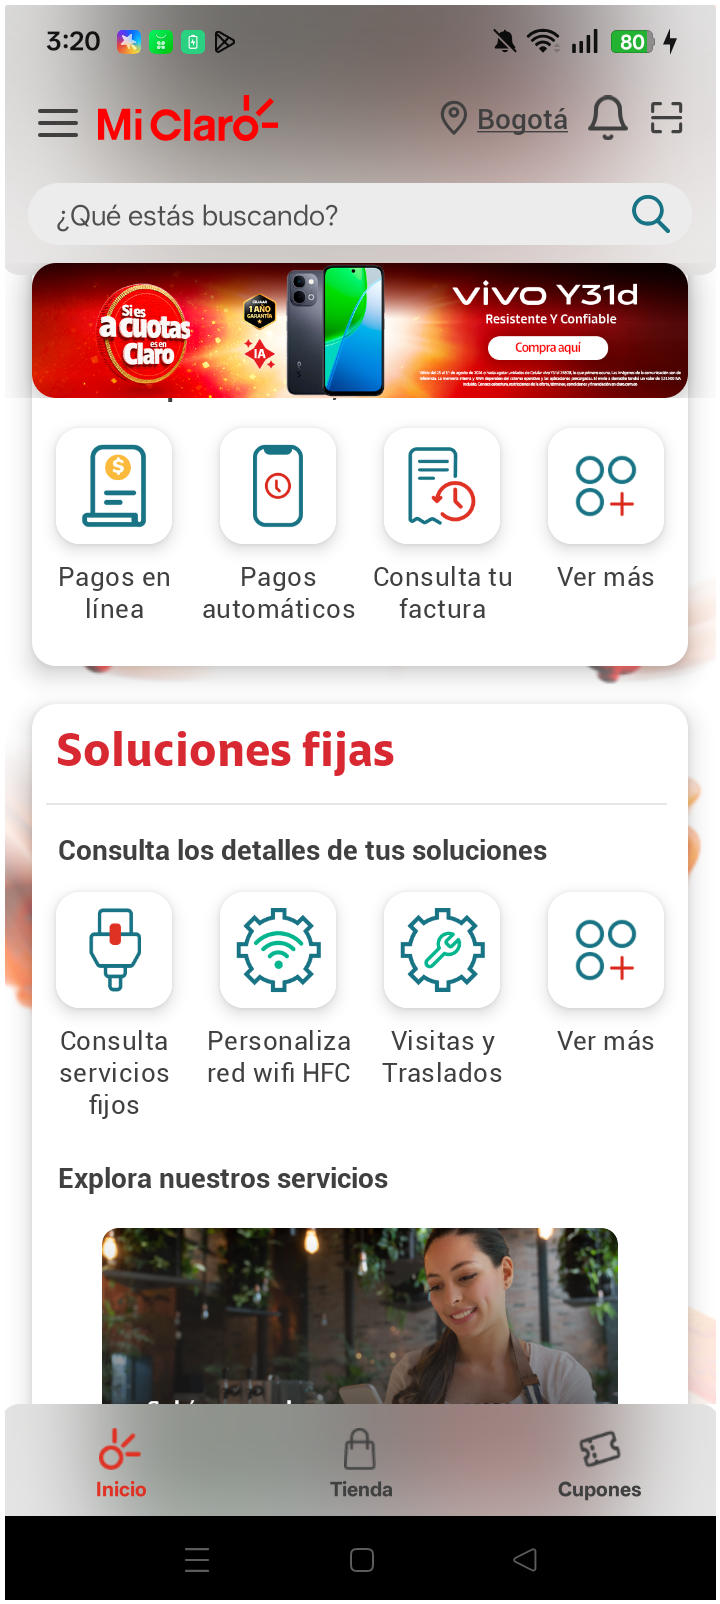 3:20
80
Mi Claro
Bogotá
¿Qué estás buscando?
Si es
a cuotas
es en
Claro
1 AÑO
GARANTÍA
IA
vivo Y31d
Resistente Y Confiable
Compra aquí
Pagos en
línea
Pagos
automáticos
Consulta tu
factura
Ver más
Soluciones fijas
Consulta los detalles de tus soluciones
Consulta
servicios
fijos
Personaliza
red wifi HFC
Visitas y
Traslados
Ver más
Explora nuestros servicios
Inicio
Tienda
Cupones